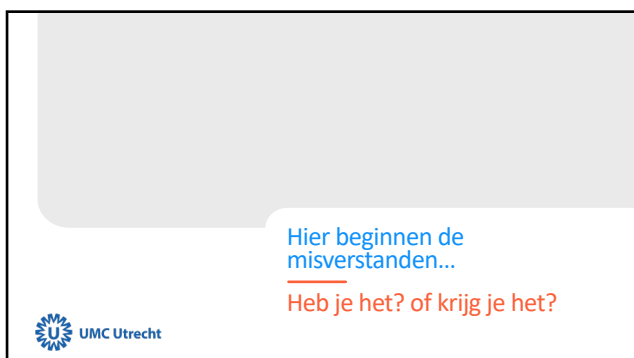 Hier beginnen de
misverstanden...
Heb je het? of krijg je het?
U
UMC Utrecht